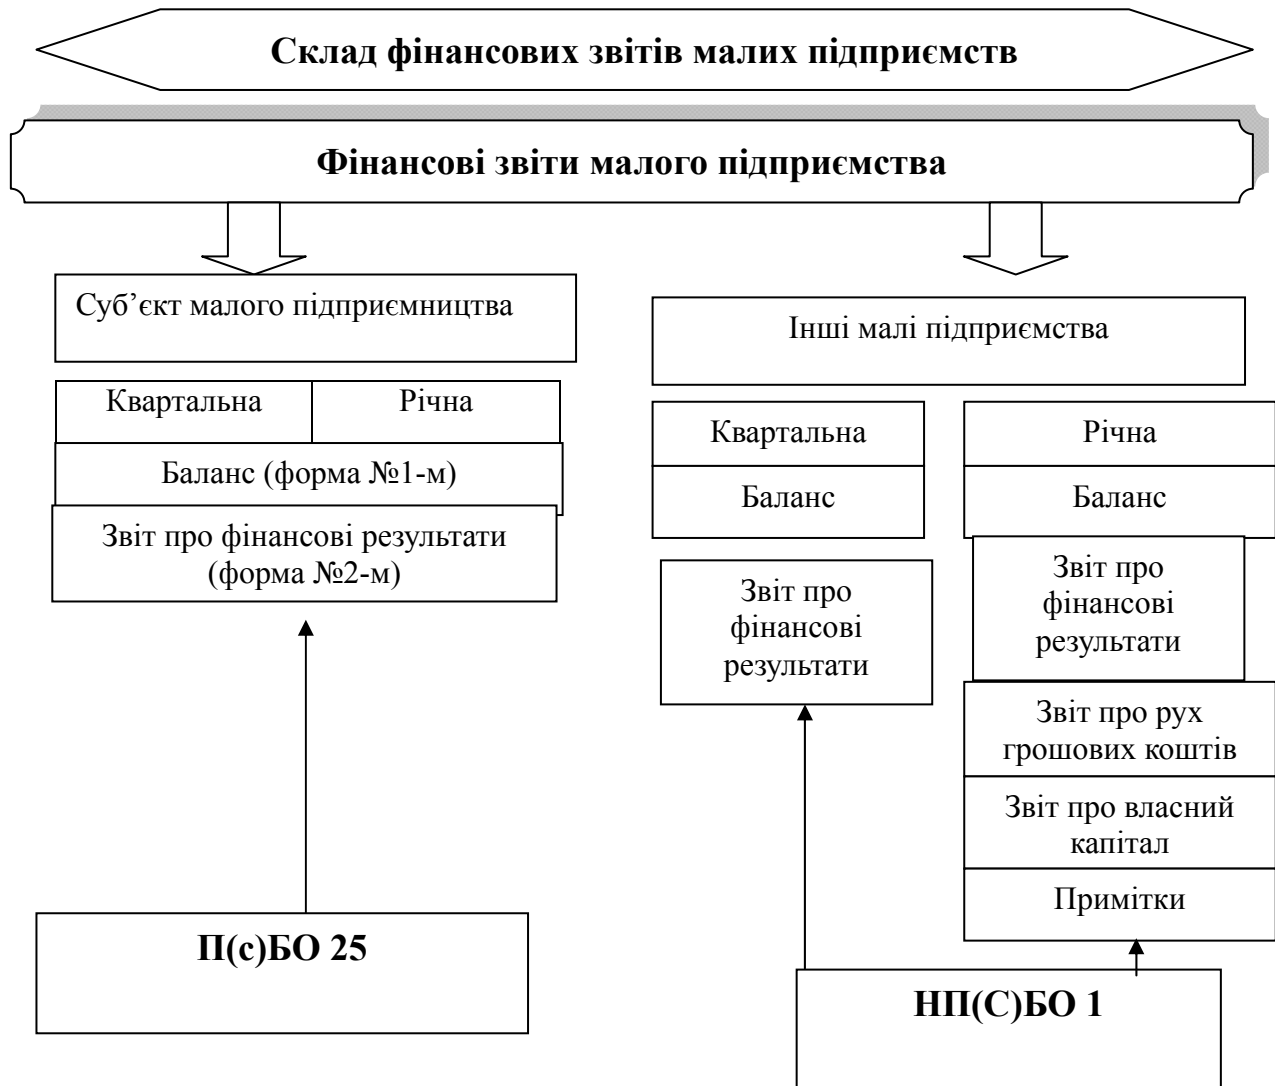 Склад фінансових звітів малих підприємств
Фінансові звіти малого підприємства
Суб’єкт малого підприємництва
Квартальна
Річна
Баланс (форма №1-м)
Звіт про фінансові результати
(форма №2-м)
П(с)БО 25
Інші малі підприємства
Квартальна
Баланс
Звіт про
фінансові
результати
Річна
Баланс
Звіт про
фінансові
результати
Звіт про рух
грошових коштів
Звіт про власний
капітал
Примітки
НП(С)БО 1